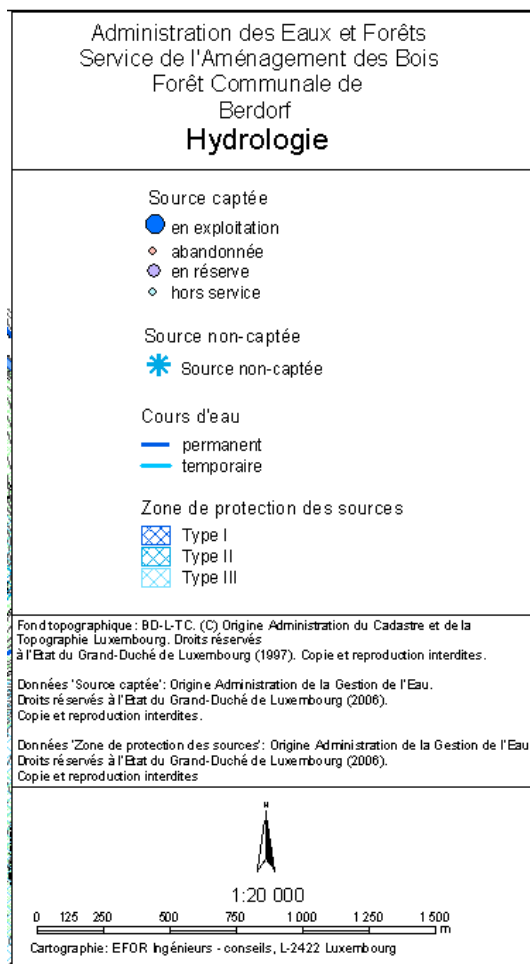 Administration des Eaux et Forêts
Service de l'Aménagement des Bois
Forêt Communale de
Berdorf
Hydrologie
Source captée
en exploitation
abandonnée
en réserve
hors service
Source non-captée
Source non-captée
Cours d'eau
permanent
temporaire
Zone de protection des sources
Type I
Type II
Type III
Fond topographique : BD-L-TC. (C) Origine Administration du Cadastre et de la
Topographie Luxembourg. Droits réservés
à l'Etat du Grand-Duché de Luxembourg (1997). Copie et reproduction interdites.
Données 'Source captée': Origine Administration de la Gestion de l'Eau.
Droits réservés à l'Etat du Grand-Duché de Luxembourg (2006).
Copie et reproduction interdites.
Données 'Zone de protection des sources': Origine Administration de la Gestion de l'Eau
Droits réservés à l'Etat du Grand-Duché de Luxembourg (2006).
Copie et reproduction interdites
N
1:20 000
0 125 250 500 750 1 000 1 250 1 500
m
Cartographie: EFOR Ingénieurs - conseils, L-2422 Luxembourg